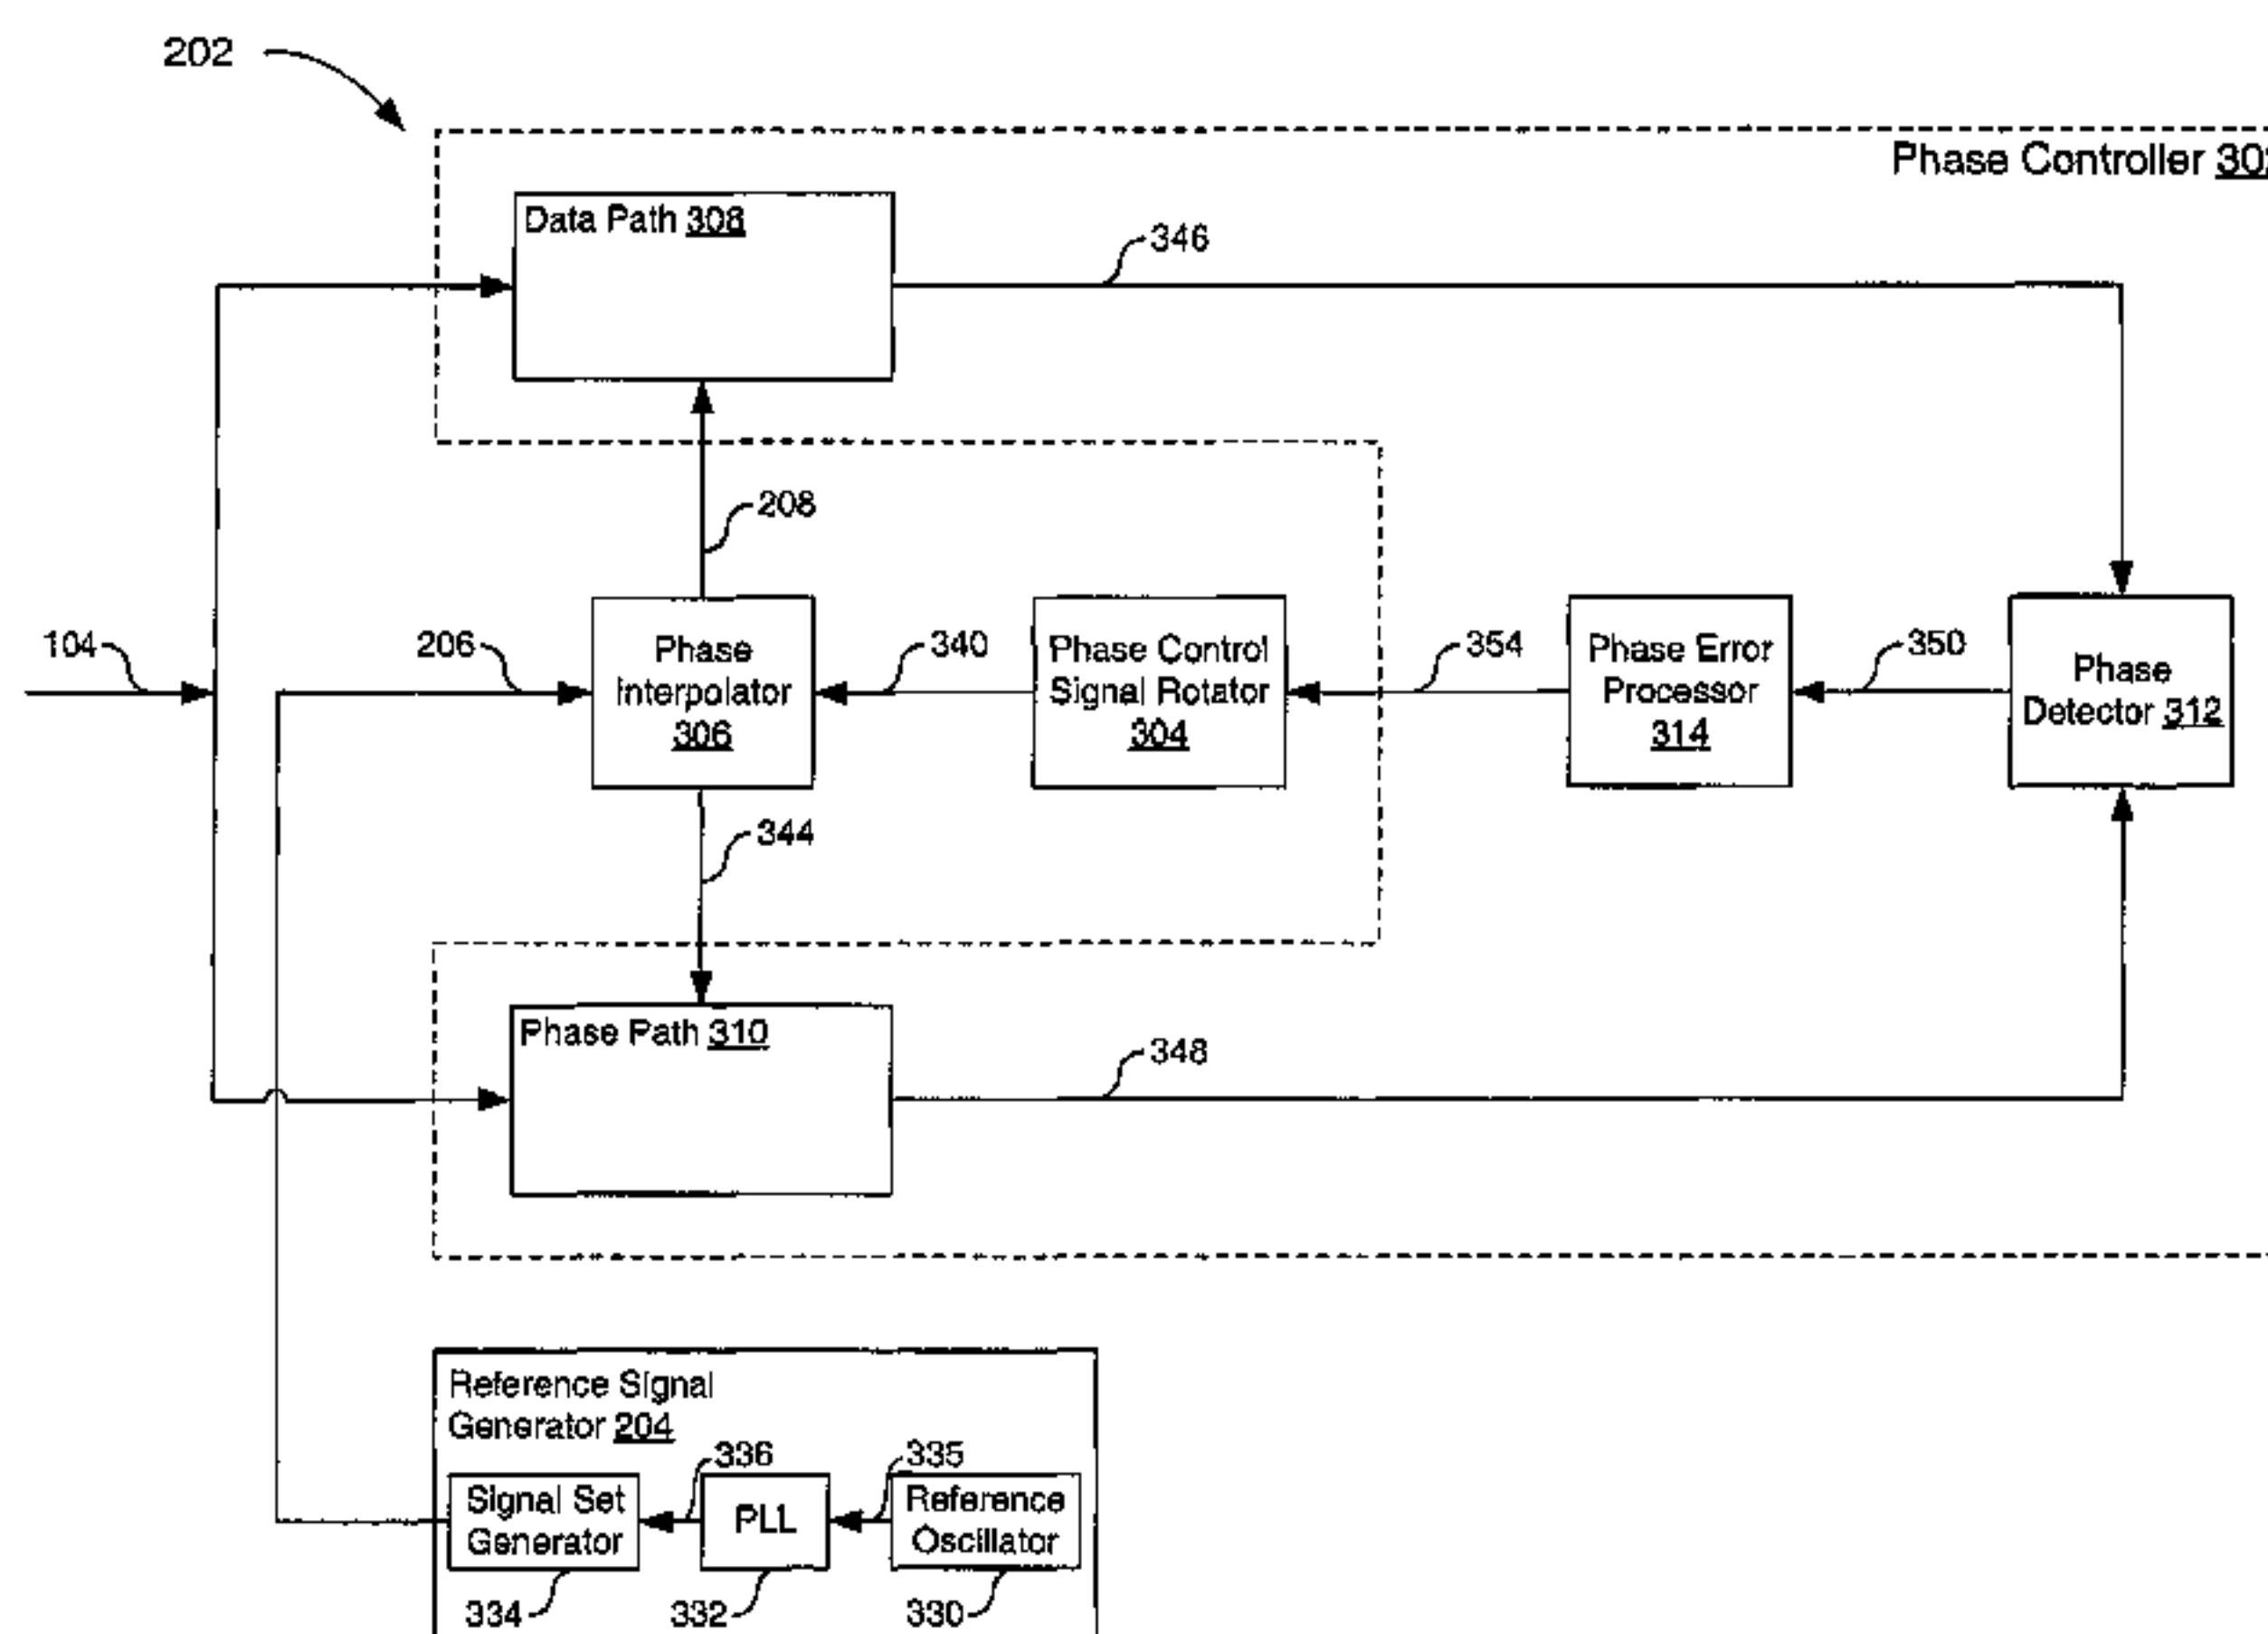 202
Phase Controller
Data Path 308
346
208
104
206
Phase
Interpolator
306
340
Phase Control
Signal Rotator
304
354
Phase Error
Processor
314
350
Phase
Detector 312
344
Phase Path 310
348
Reference Signal
Generator 204
336
335
Signal Set
Generator
PLL
Reference
Oscillator
334
332
330